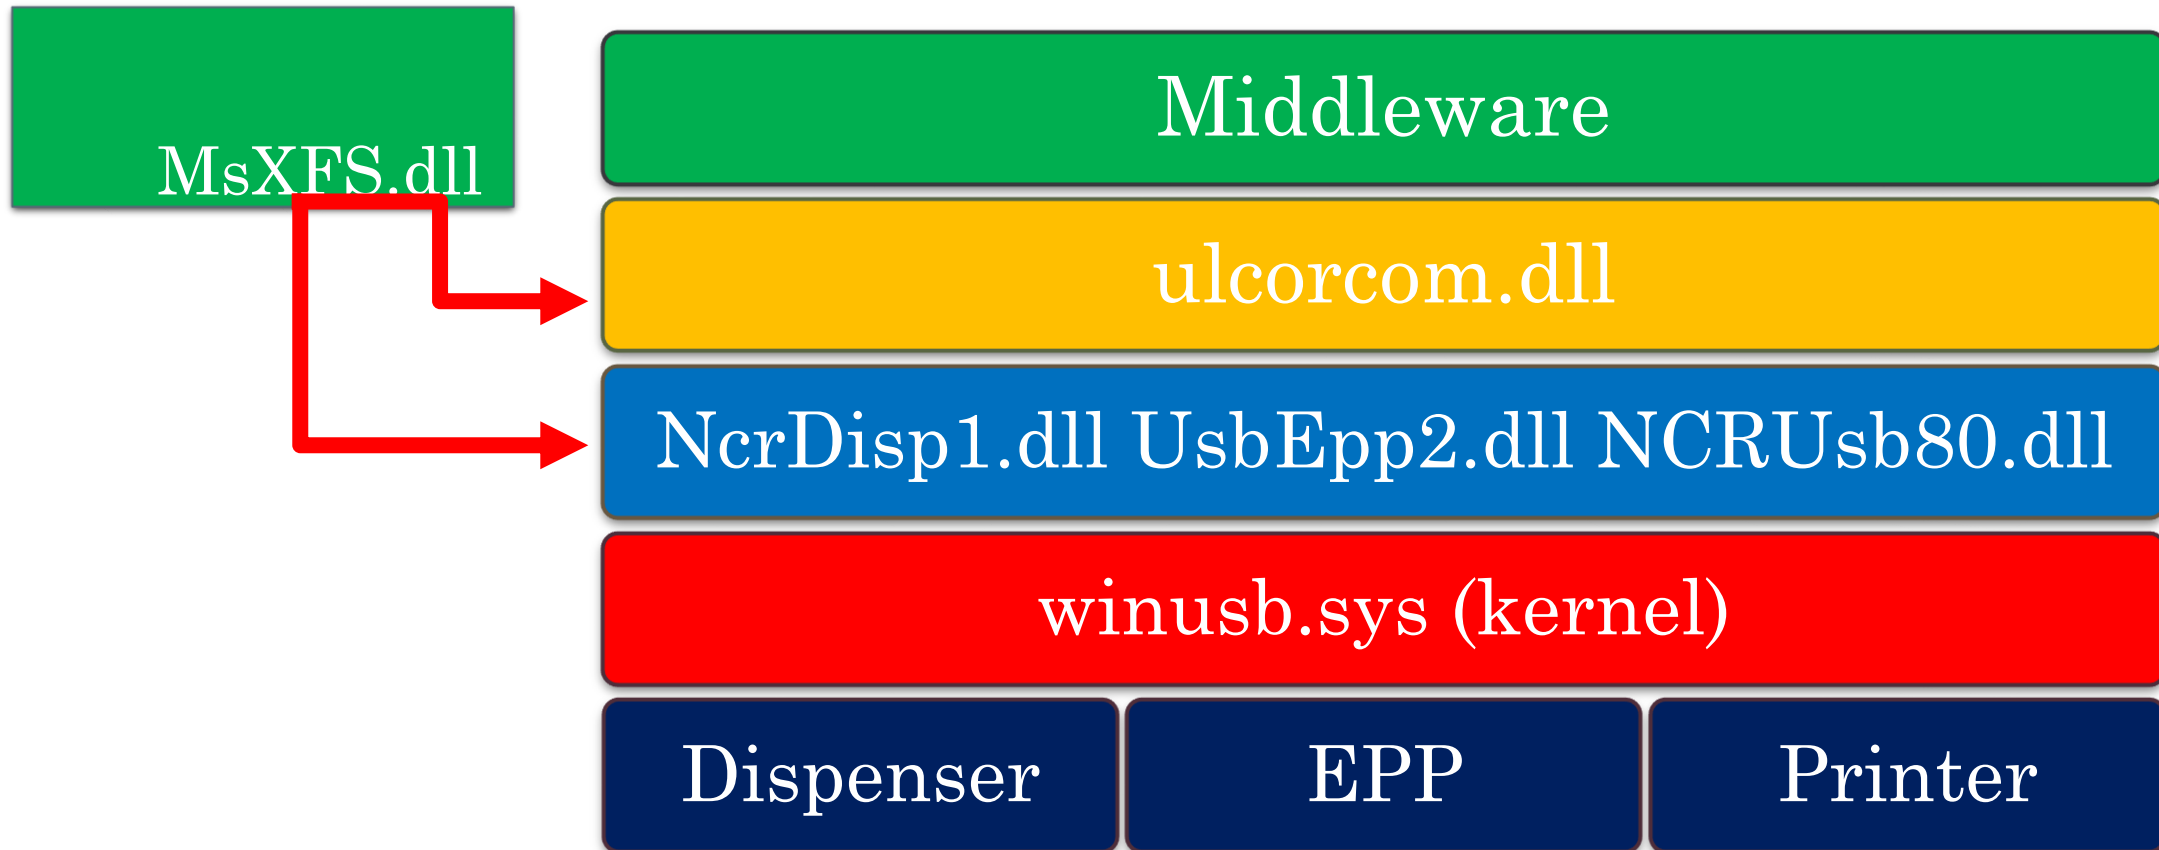 MsXFS.dll
Middleware
ulcorcom.dll
NcrDisp1.dll UsbEpp2.dll NCRUsb80.dll
winusb.sys (kernel)
Dispenser
EPP
Printer